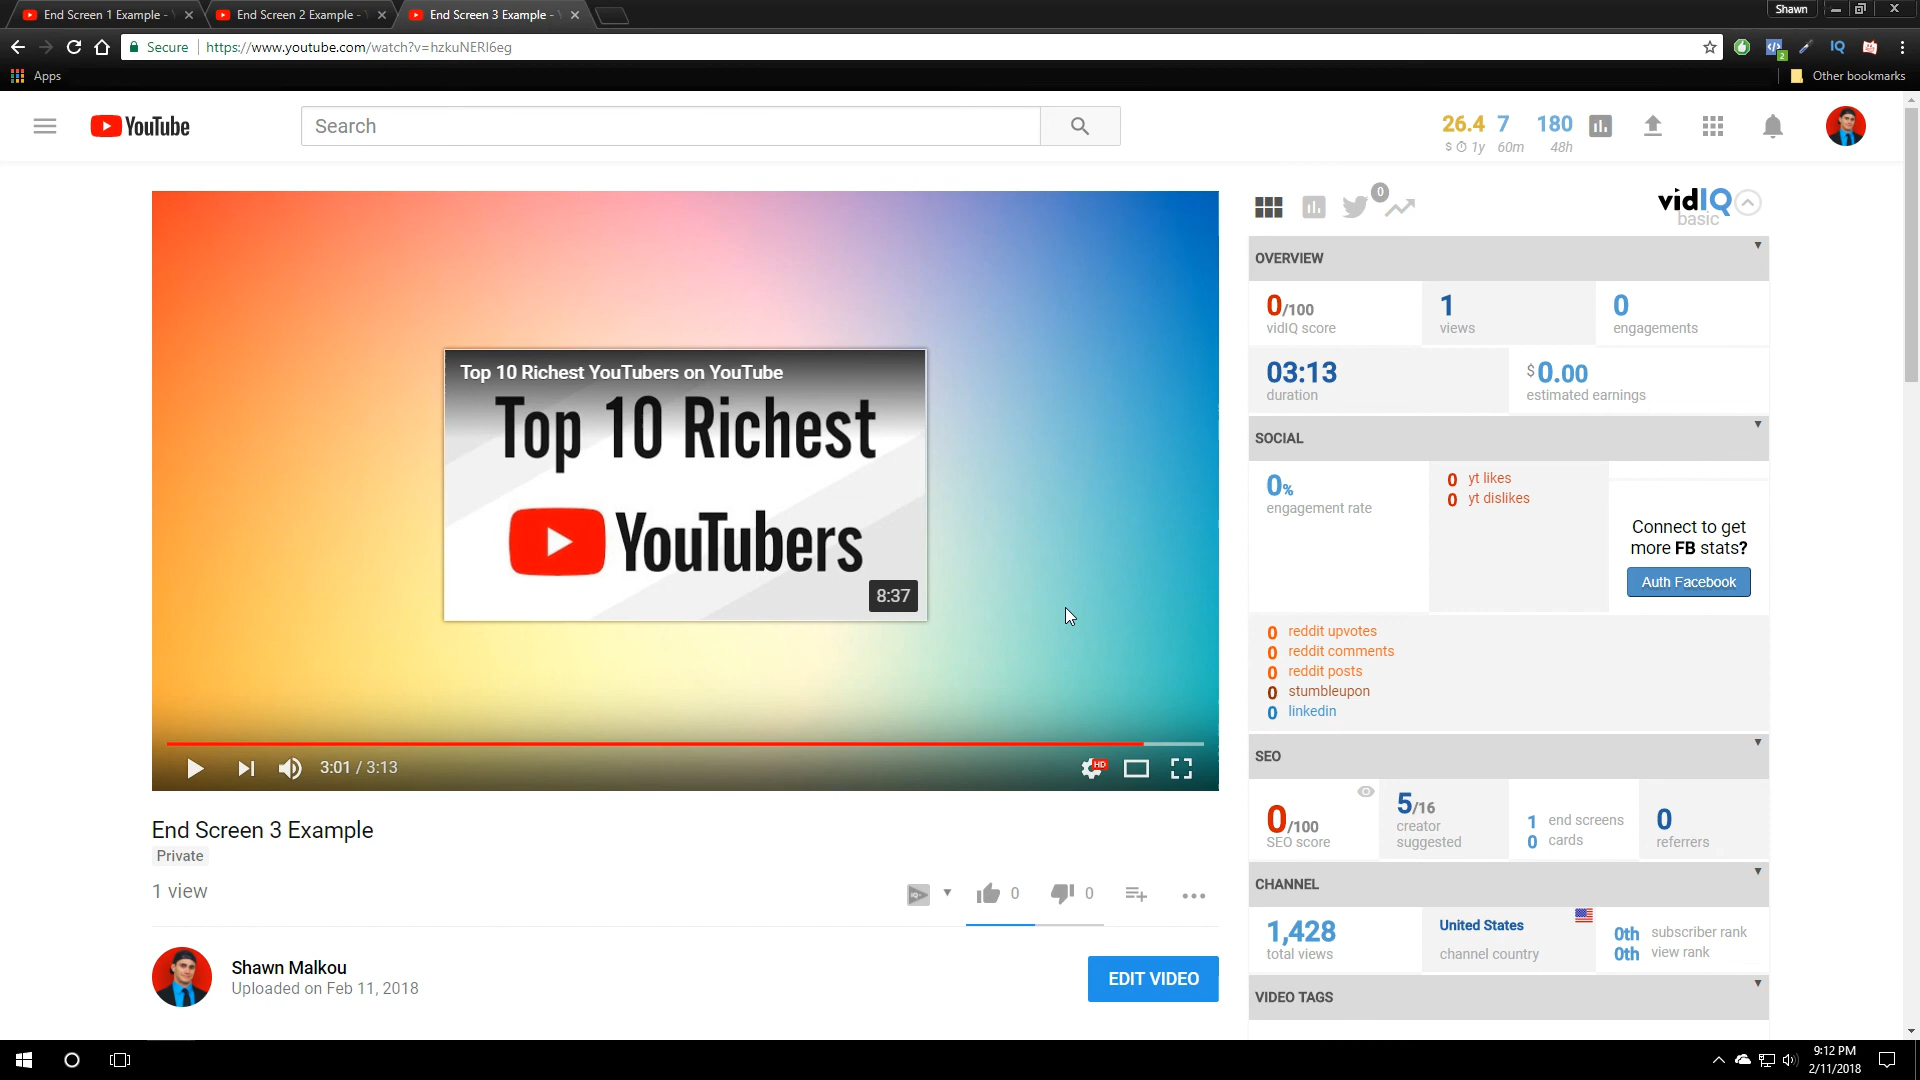 End Screen 1 Example -
End Screen 2 Example -
End Screen 3 Example -
Shawn
Secure
https://www.youtube.com/watch?v=hzkuNERI6eg
2
IQ
Apps
Other bookmarks
YouTube
Search
26.4 7 180
$ 1y 60m 48h
0
vidIQ
basic
Top 10 Richest YouTubers on YouTube
Top 10 Richest
YouTubers
8:37
3:01 / 3:13
HD
End Screen 3 Example
Private
1 view
0
0
Shawn Malkou
Uploaded on Feb 11, 2018
EDIT VIDEO
OVERVIEW
0/100
vidIQ score
1
views
0
engagements
03:13
duration
$0.00
estimated earnings
SOCIAL
0%
engagement rate
0 yt likes
0 yt dislikes
Connect to get
more FB stats?
Auth Facebook
0 reddit upvotes
0 reddit comments
0 reddit posts
0 stumbleupon
0 linkedin
SEO
0/100
SEO score
5/16
creator
suggested
1 end screens
0 cards
0
referrers
CHANNEL
1,428
total views
United States
channel country
0th subscriber rank
0th view rank
VIDEO TAGS
9:12 PM
2/11/2018